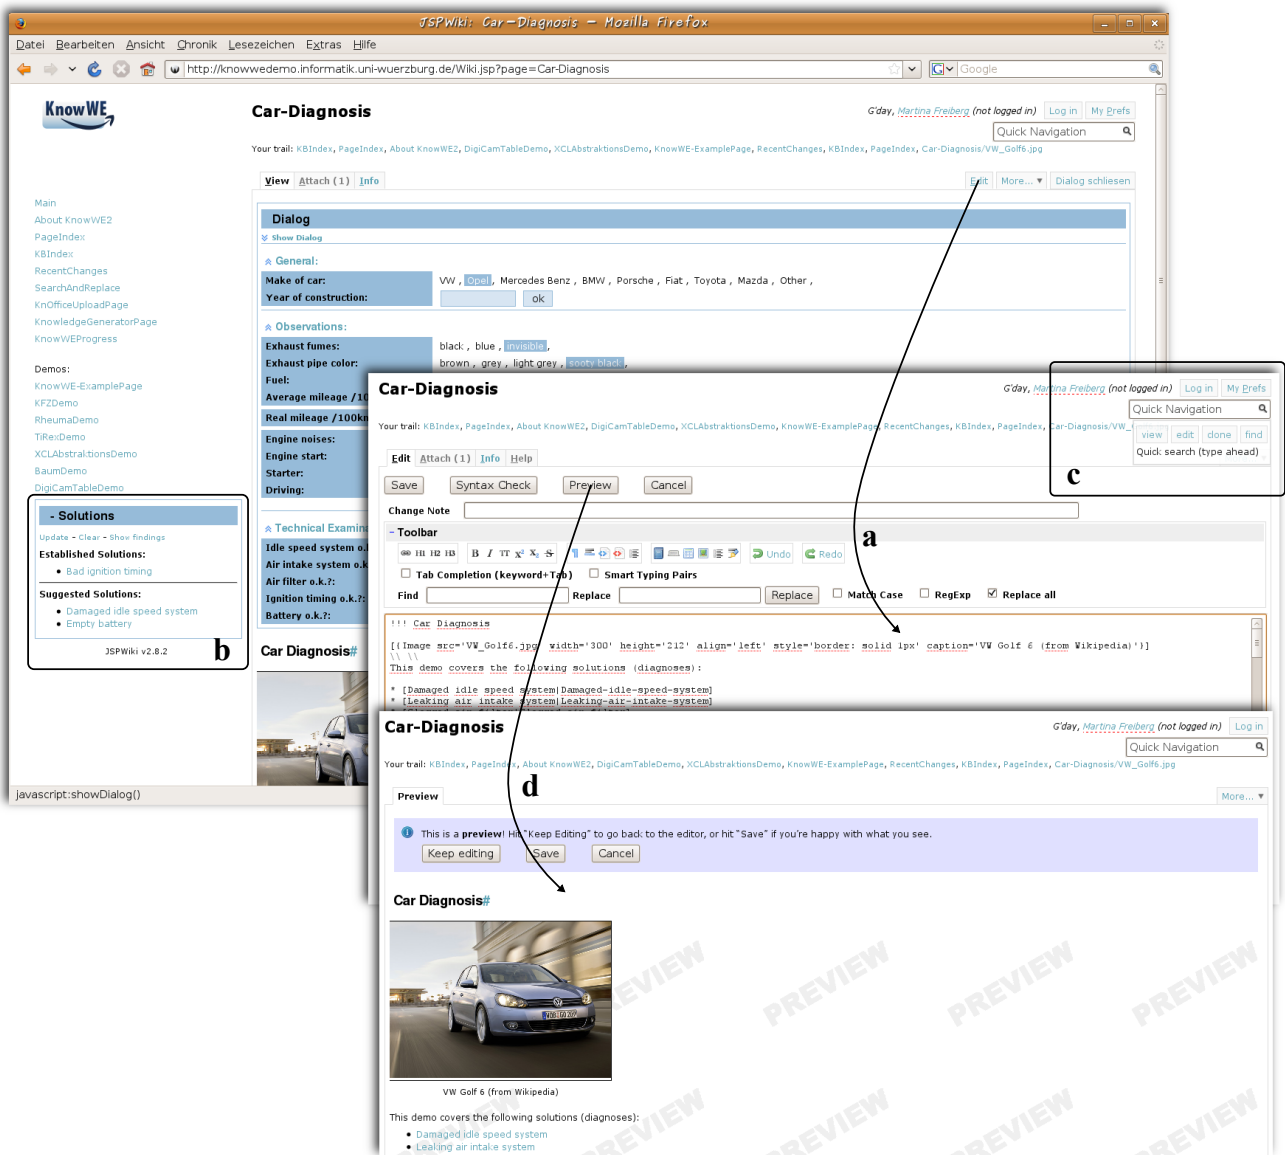 JSPWiki: Car-Diagnosis - Mozilla Firefox
Datei Bearbeiten Ansicht Chronik Lesezeichen Extras Hilfe
http://knowwedemo.informatik.uni-wuerzburg.de/Wiki.jsp?page=Car-Diagnosis
Google
KnowWE
Car-Diagnosis
G'day, Martina Freiberg (not logged in) Log in My Prefs
Quick Navigation
Your trail: KBIndex, PageIndex, About KnowWE2, DigiCamTableDemo, XCLAbstraktionsDemo, KnowWE-ExamplePage, RecentChanges, KBIndex, PageIndex, Car-Diagnosis/VW_Golf6.jpg
View Attach (1) Info
Edit More... Dialog schliesen
Main
About KnowWE2
PageIndex
KBIndex
RecentChanges
SearchAndReplace
KnOfficeUploadPage
KnowledgeGeneratorPage
KnowWEProgress
Demos:
KnowWE-ExamplePage
KFZDemo
RheumaDemo
TiRexDemo
XCLAbstraktionsDemo
BaumDemo
DigiCamTableDemo
- Solutions
Update - Clear - Show findings
Established Solutions:
• Bad ignition timing
Suggested Solutions:
• Damaged idle speed system
• Empty battery
b
JSPWiki v2.8.2
Dialog
Show Dialog
General:
Make of car: VW , Opel, Mercedes Benz , BMW , Porsche , Fiat , Toyota , Mazda , Other ,
Year of construction: ok
Observations:
Exhaust fumes: black , blue , invisible,
Exhaust pipe color: brown , grey , light grey , sooty black,
Fuel:
Average mileage /10
Real mileage /100km
Engine noises:
Engine start:
Starter:
Driving:
Technical Examin
Idle speed system o.
Air intake system o.
Air filter o.k.?:
Ignition timing o.k.?:
Battery o.k.?:
Car Diagnosis#
javascript:showDialog()
Car-Diagnosis
G'day, Martina Freiberg (not logged in) Log in My Prefs
Quick Navigation
Your trail: KBIndex, PageIndex, About KnowWE2, DigiCamTableDemo, XCLAbstraktionsDemo, KnowWE-ExamplePage, RecentChanges, KBIndex, PageIndex, Car-Diagnosis/VW_
view edit clone find
Quick search (type ahead)
c
Edit Attach (1) Info Help
Save Syntax Check Preview Cancel
Change Note
- Toolbar
H1 H2 H3 B I TT X² X₂ S Undo Redo
a
Tab Completion (keyword+Tab) Smart Typing Pairs
Find Replace Replace Match Case RegExp Replace all
!!! Car Diagnosis
[{Image src='VW_Golf6.jpg' width='300' height='212' align='left' style='border: solid 1px' caption='VW Golf 6 (from Wikipedia)'}]
\\ \\
This demo covers the following solutions (diagnoses):
* [Damaged idle speed system|Damaged-idle-speed-system]
* [Leaking air intake system|Leaking-air-intake-system]
Car-Diagnosis
G'day, Martina Freiberg (not logged in) Log in
Quick Navigation
Your trail: KBIndex, PageIndex, About KnowWE2, DigiCamTableDemo, XCLAbstraktionsDemo, KnowWE-ExamplePage, RecentChanges, KBIndex, PageIndex, Car-Diagnosis/VW_Golf6.jpg
d
Preview More...
This is a preview! Hit "Keep Editing" to go back to the editor, or hit "Save" if you're happy with what you see.
Keep editing Save Cancel
Car Diagnosis#
PREVIEW PREVIEW PREVIEW PREVIEW
VW Golf 6 (from Wikipedia)
This demo covers the following solutions (diagnoses):
• Damaged idle speed system
• Leaking air intake system
PREVIEW PREVIEW PREVIEW PREVIEW